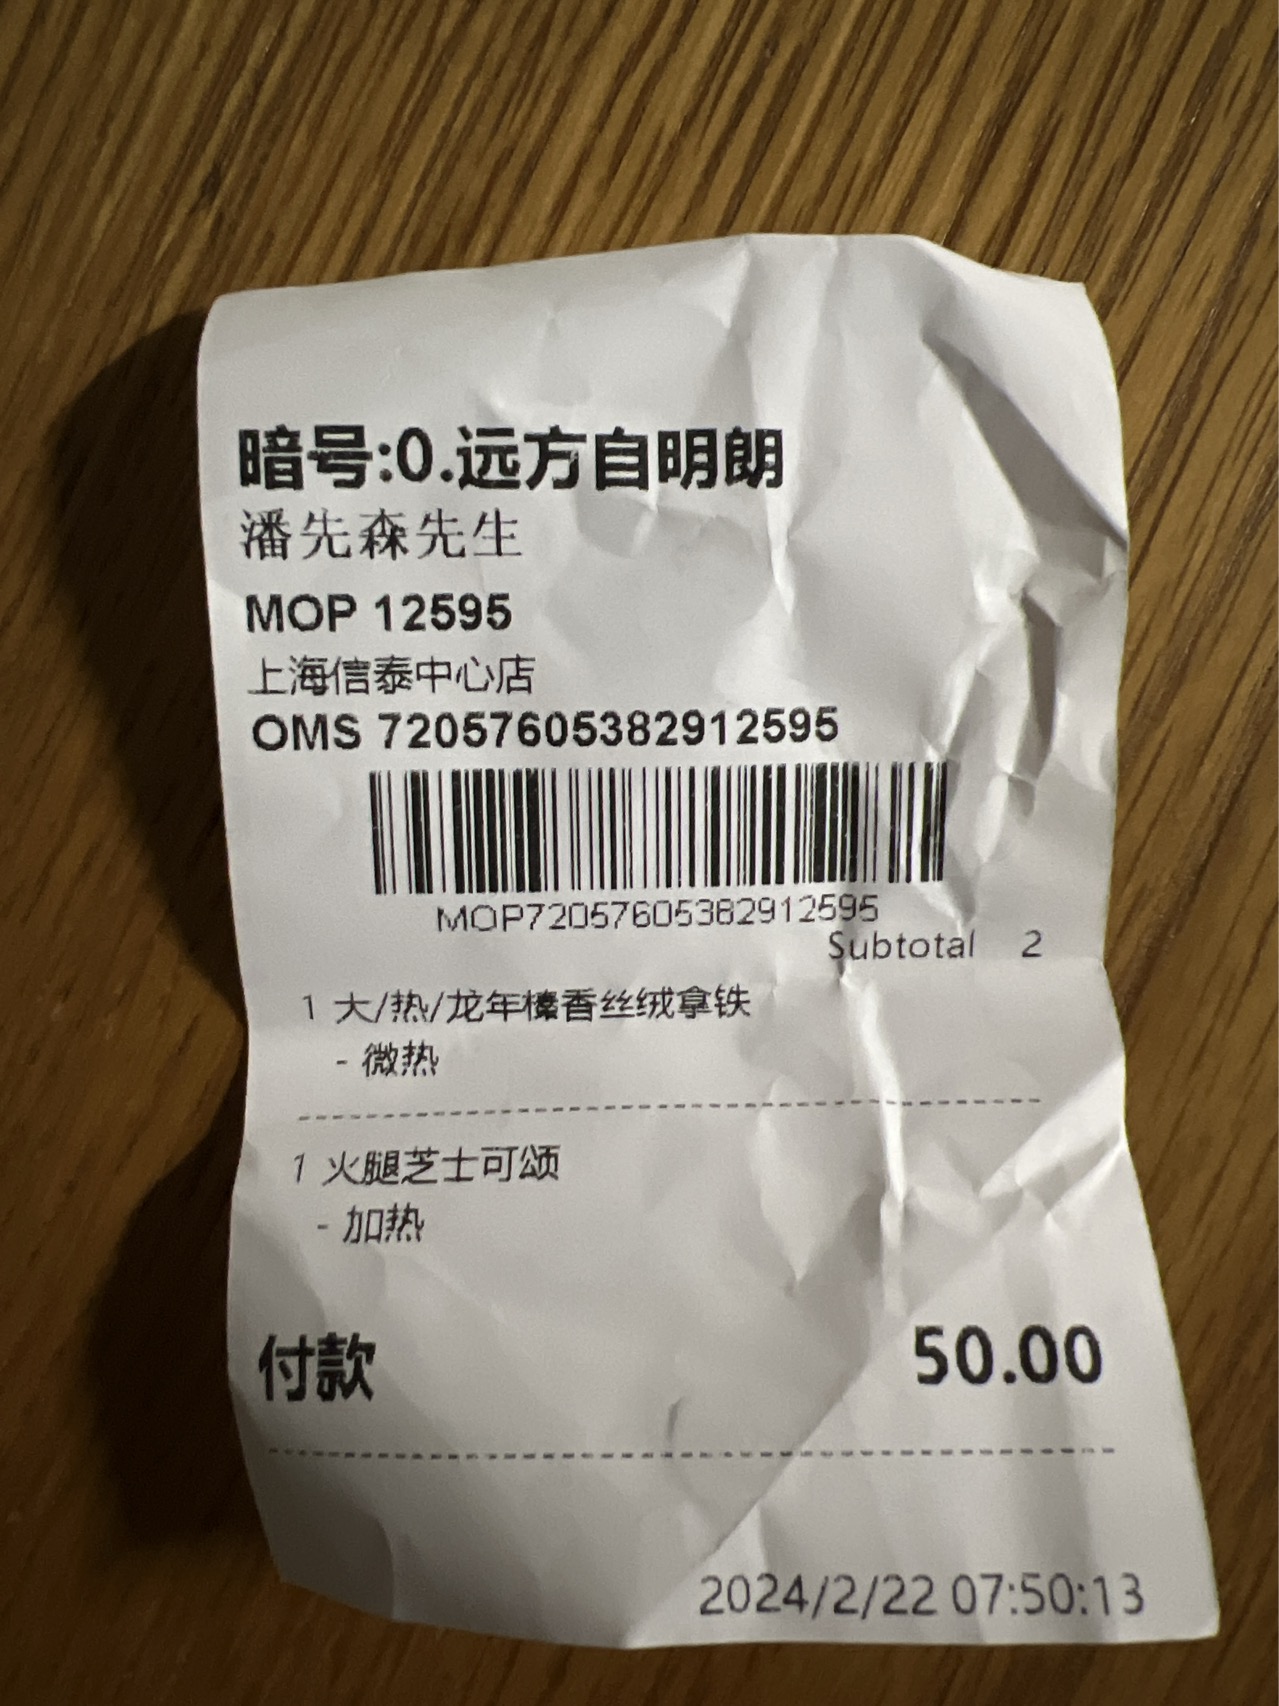 暗号:0.远方自明朗
潘先森先生
MOP 12595
上海信泰中心店
OMS 72057605382912595
MOP72057605382912595
Subtotal 2
1 大/热/龙年榛香丝绒拿铁
- 微热
1 火腿芝士可颂
- 加热
付款 50.00
2024/2/22 07:50:13